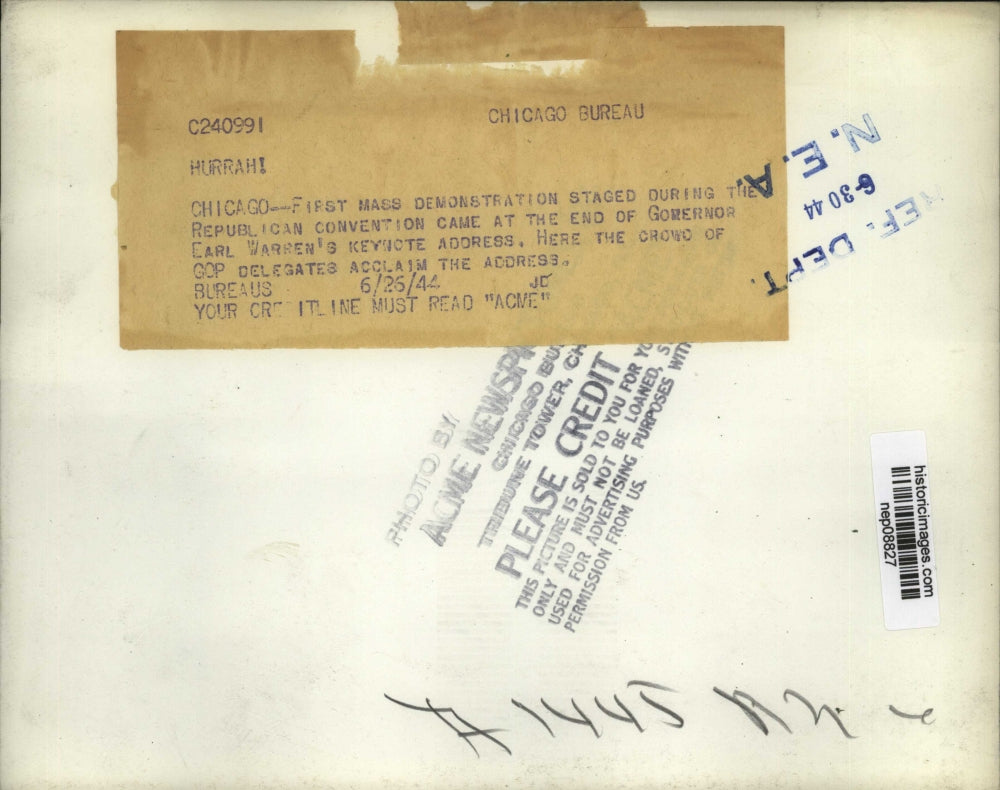 C240991
CHICAGO BUREAU
HURRAH!
CHICAGO--FIRST MASS DEMONSTRATION STAGED DURING THE
REPUBLICAN CONVENTION CAME AT THE END OF GOMERNOR
EARL WARREN'S KEYNOTE ADDRESS. HERE THE CROWD OF
GOP DELEGATES ACCLAIM THE ADDRESS.
BUREAUS 6/26/44 JD
YOUR CRE ITLINE MUST READ "ACME"
N. E. A.
6-30 44
REF. DEPT.
PHOTO BY
ACME NEWSP
CHICAGO BU
TRIBUNE TOWER, CH
PLEASE CREDIT
THIS PICTURE IS SOLD TO YOU FOR YO
ONLY AND MUST NOT BE LOANED, S
USED FOR ADVERTISING PURPOSES WITH
PERMISSION FROM US.
historicimages.com
nep08827